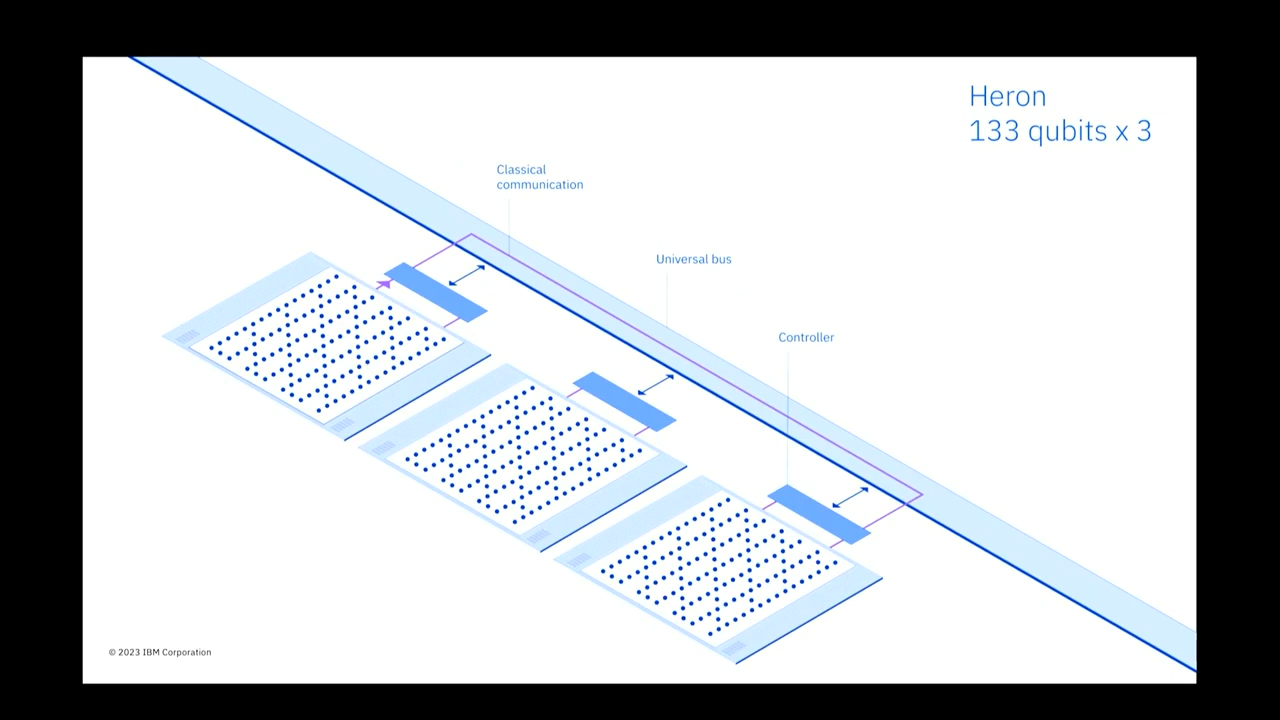 Heron
133 qubits x 3
Classical
communication
Universal bus
Controller
© 2023 IBM Corporation